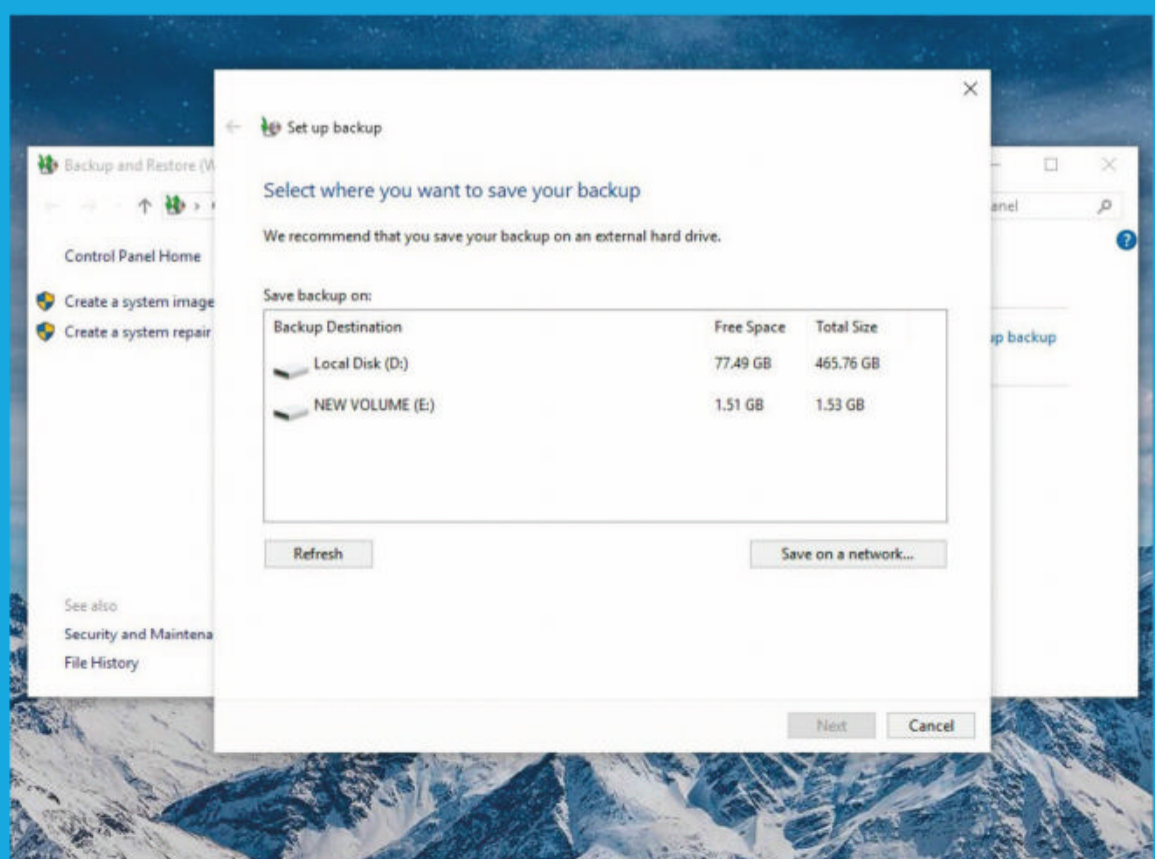 Set up backup
Backup and Restore (W
Select where you want to save your backup
anel
We recommend that you save your backup on an external hard drive.
Control Panel Home
Create a system image
Save backup on:
Create a system repair
Backup Destination Free Space Total Size
up backup
Local Disk (D:) 77.49 GB 465.76 GB
NEW VOLUME (E:) 1.51 GB 1.53 GB
Refresh Save on a network...
See also
Security and Maintena
File History
Next Cancel